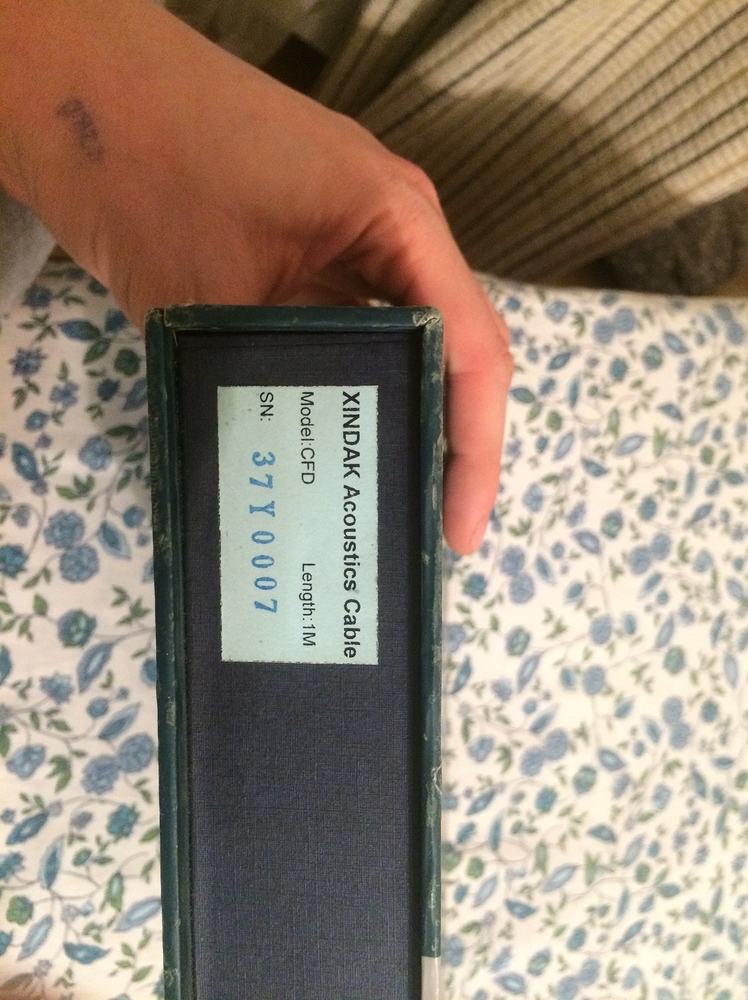 XINDAK Acoustics Cable
Model:CFD Length:1M
SN: 37Y0007